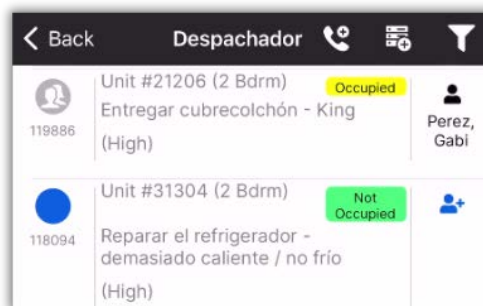 Back Despachador
Unit #21206 (2 Bdrm) Occupied
Entregar cubrecolchón - King
119886
Perez,
Gabi
(High)
Unit #31304 (2 Bdrm) Not
Occupied
118094
Reparar el refrigerador -
demasiado caliente / no frío
(High)